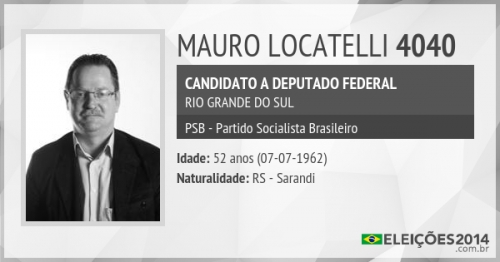 MAURO LOCATELLI 4040
CANDIDATO A DEPUTADO FEDERAL
RIO GRANDE DO SUL
PSB - Partido Socialista Brasileiro
Idade: 52 anos (07-07-1962)
Naturalidade: RS - Sarandi
ELEIÇÕES2014
.com.br